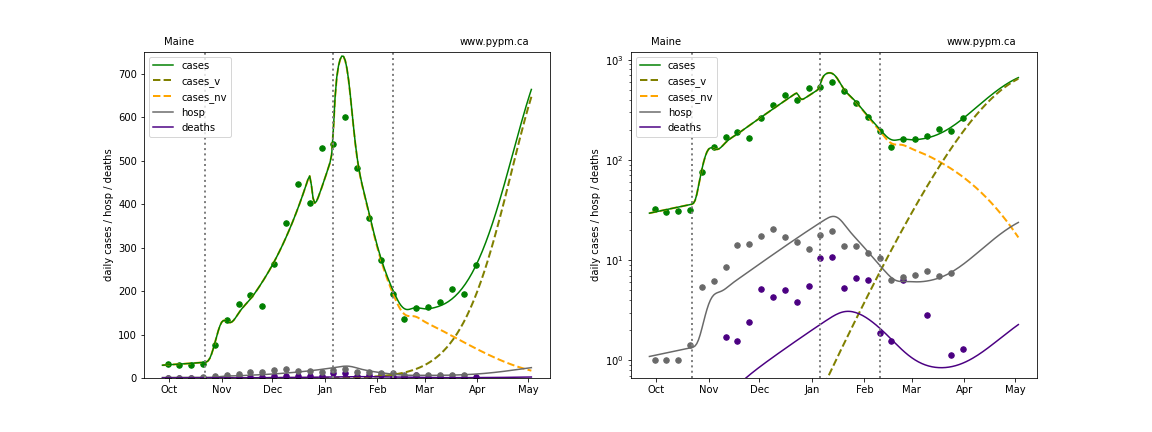 Maine
www.pypm.ca
cases
cases_v
cases_nv
hosp
deaths
daily cases / hosp / deaths
700
600
500
400
300
200
100
0
Oct
Nov
Dec
Jan
Feb
Mar
Apr
May
Maine
www.pypm.ca
cases
cases_v
cases_nv
hosp
deaths
daily cases / hosp / deaths
10³
10²
10¹
10⁰
Oct
Nov
Dec
Jan
Feb
Mar
Apr
May